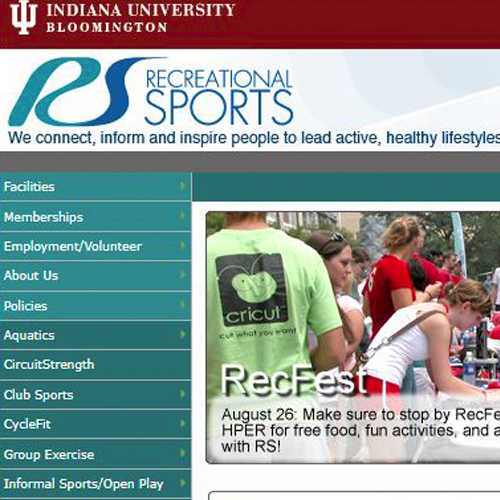 INDIANA UNIVERSITY
BLOOMINGTON
RS RECREATIONAL
SPORTS
We connect, inform and inspire people to lead active, healthy lifestyles
Facilities
Memberships
Employment/Volunteer
About Us
Policies
Aquatics
CircuitStrength
Club Sports
CycleFit
Group Exercise
Informal Sports/Open Play
cricut
cut what you want
RecFest
August 26: Make sure to stop by RecFe
HPER for free food, fun activities, and a
with RS!